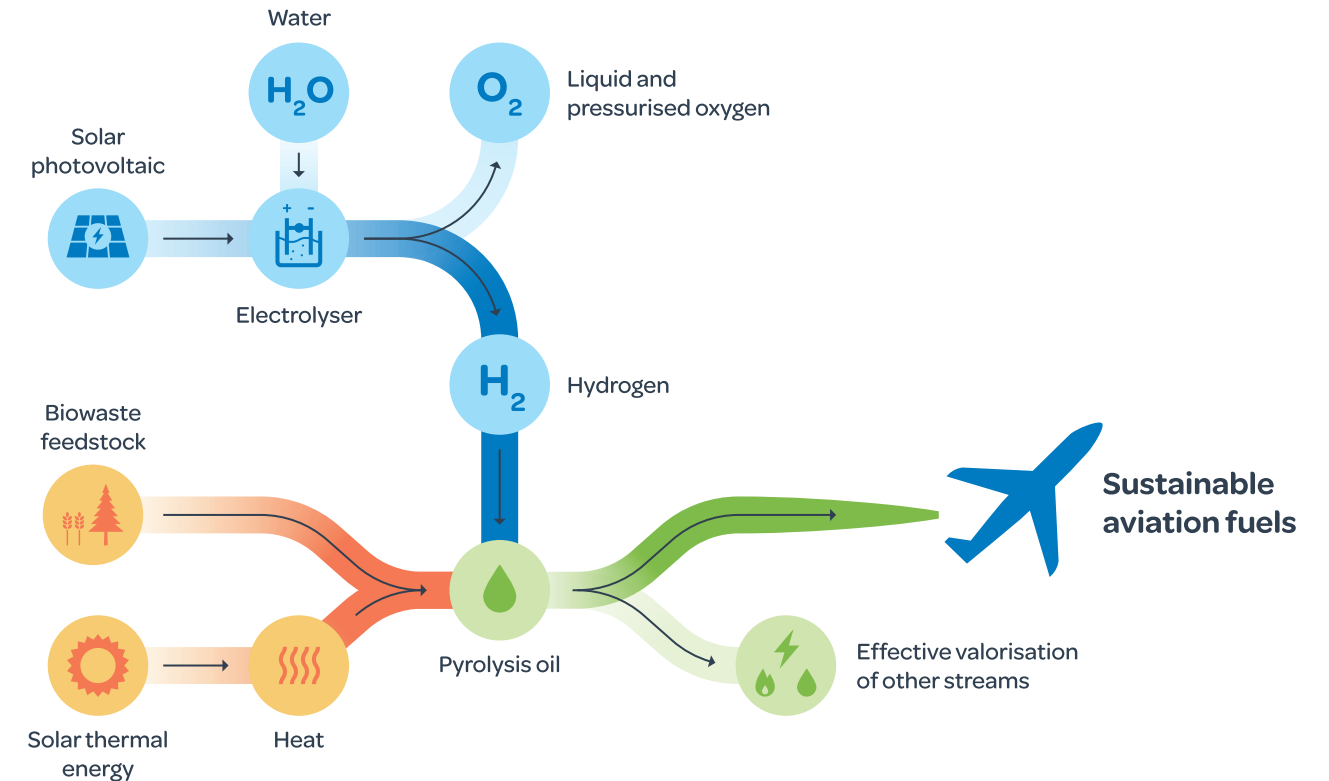 Water
H2O
O2
Liquid and
pressurised oxygen
Solar
photovoltaic
+ -
Electrolyser
H2
Hydrogen
Biowaste
feedstock
Sustainable
aviation fuels
Pyrolysis oil
Effective valorisation
of other streams
Solar thermal
energy
Heat